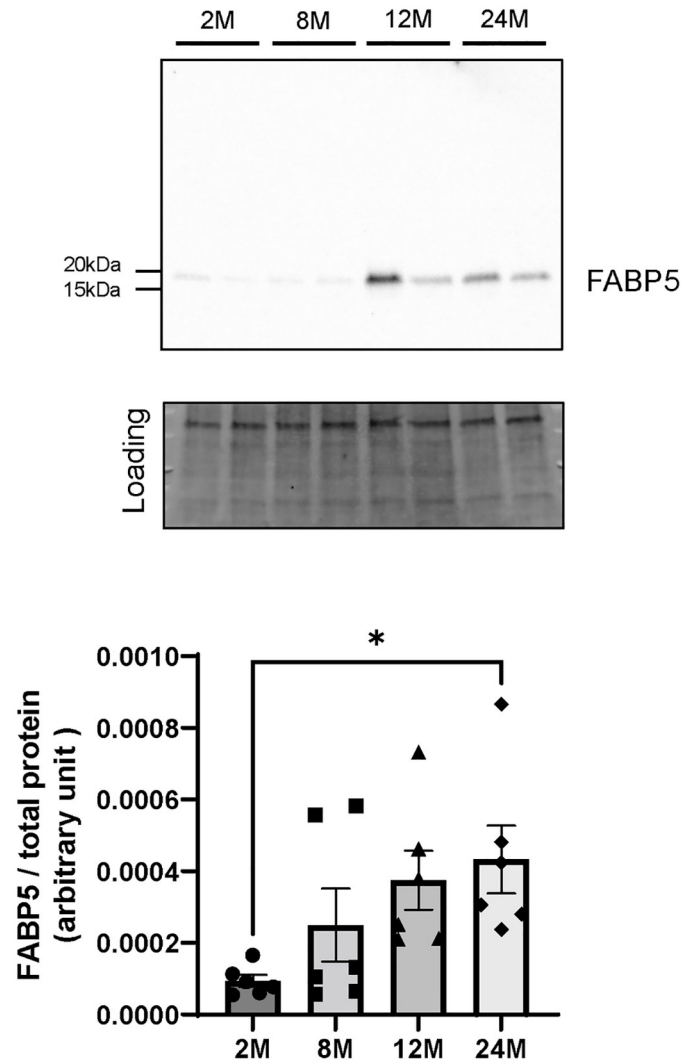 2M 8M 12M 24M
20kDa
15kDa
FABP5
Loading
*
FABP5 / total protein
(arbitrary unit )
0.0010
0.0008
0.0006
0.0004
0.0002
0.0000
2M 8M 12M 24M